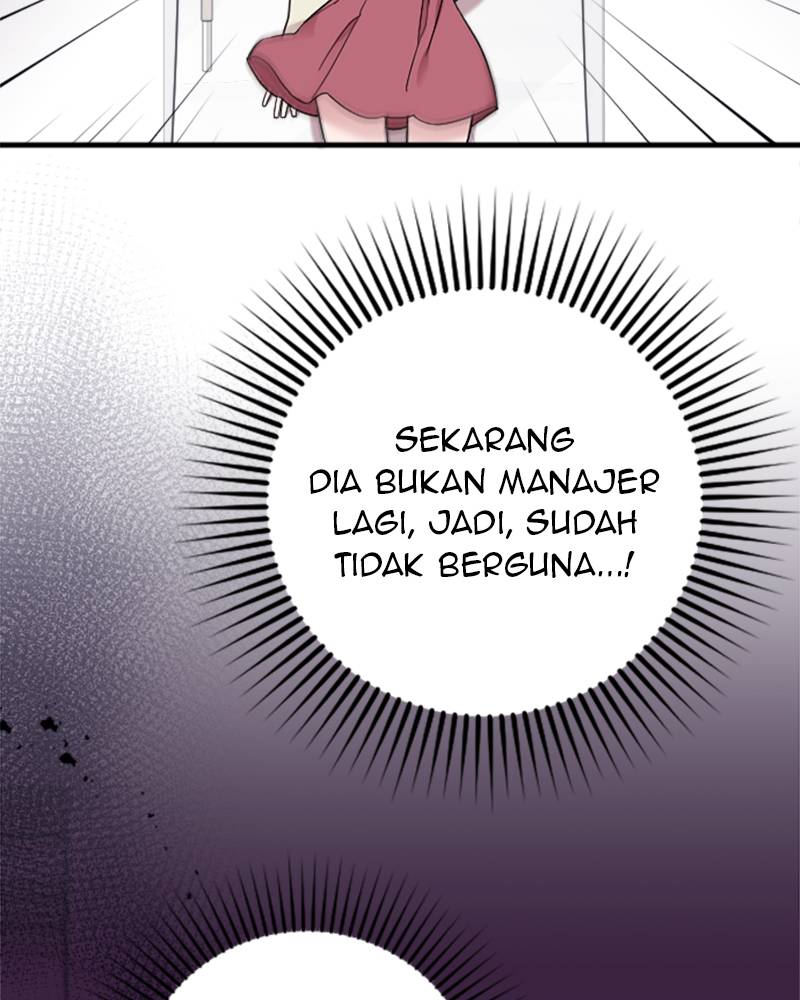 SEKARANG
DIA BUKAN MANAJER
LAGI, JADI, SUDAH
TIDAK BERGUNA...!